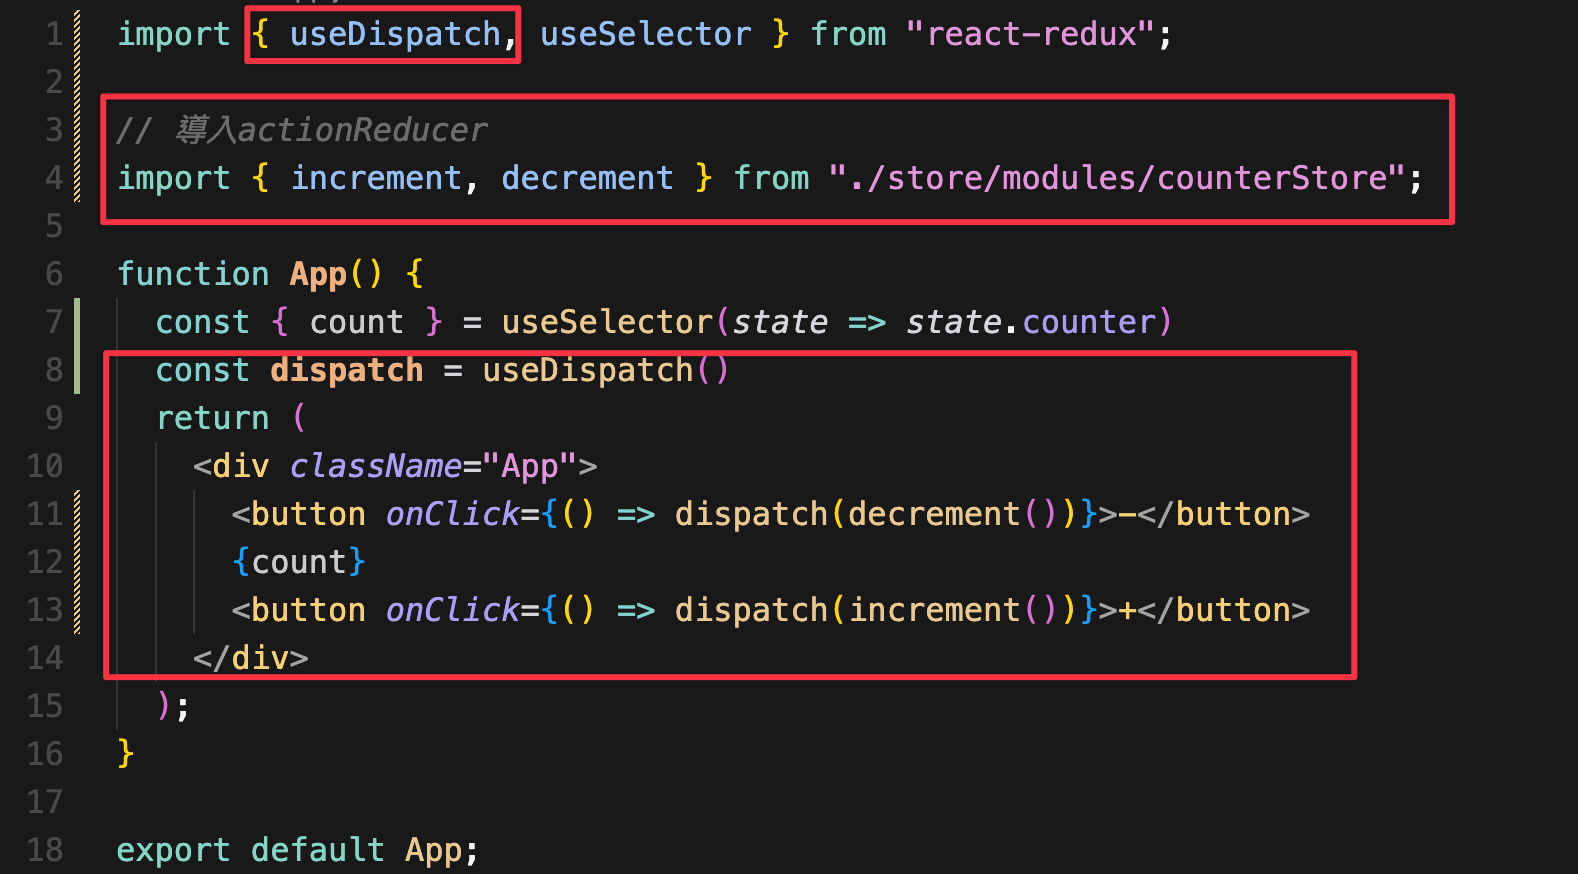 1 import { useDispatch, useSelector } from "react-redux";
2
3 // 導入actionReducer
4 import { increment, decrement } from "./store/modules/counterStore";
5
6 function App() {
7 const { count } = useSelector(state => state.counter)
8 const dispatch = useDispatch()
9 return (
10 <div className="App">
11 <button onClick={() => dispatch(decrement())}>-</button>
12 {count}
13 <button onClick={() => dispatch(increment())}>+</button>
14 </div>
15 );
16 }
17
18 export default App;